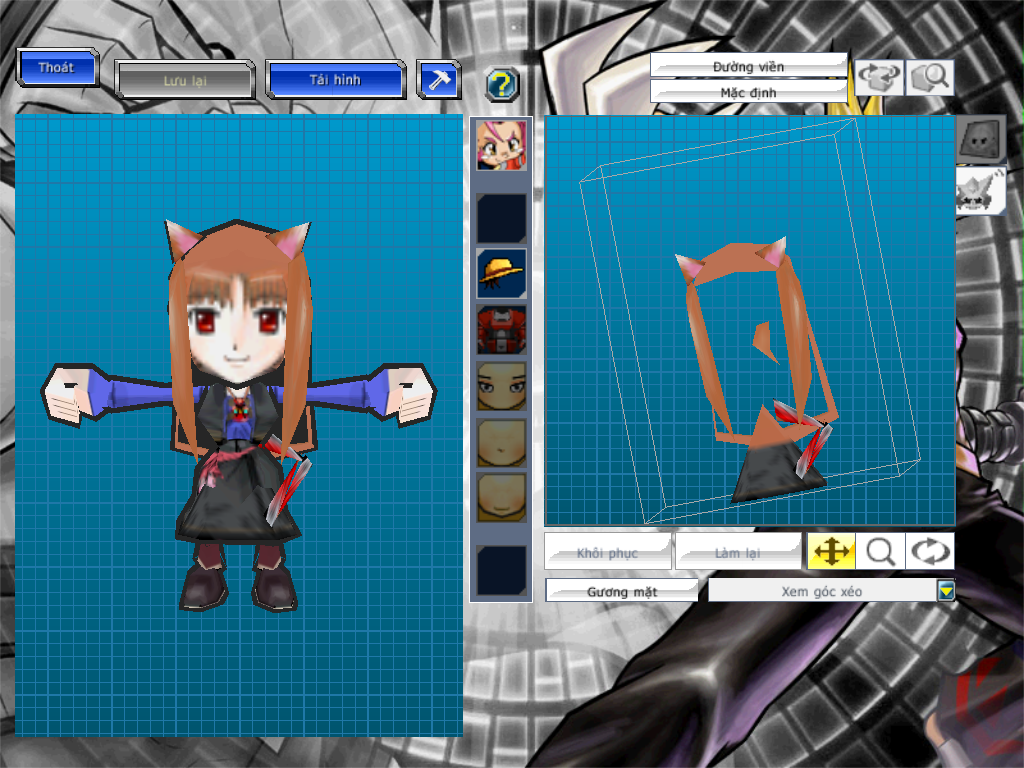 Thoát
Lưu lại
Tải hình
?
Đường viền
Mặc định
Khôi phục
Làm lại
Gương mặt
Xem góc xéo